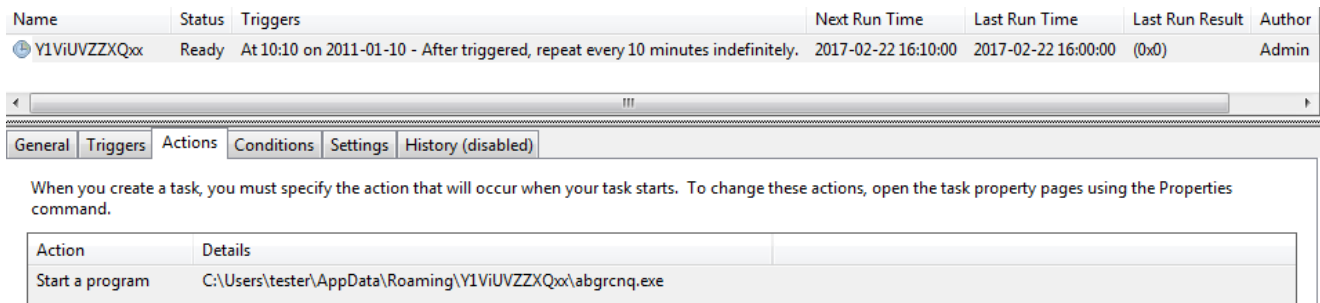 Name Status Triggers Next Run Time Last Run Time Last Run Result Author
Y1ViUVZZXQxx Ready At 10:10 on 2011-01-10 - After triggered, repeat every 10 minutes indefinitely. 2017-02-22 16:10:00 2017-02-22 16:00:00 (0x0) Admin
General Triggers Actions Conditions Settings History (disabled)
When you create a task, you must specify the action that will occur when your task starts. To change these actions, open the task property pages using the Properties
command.
Action Details
Start a program C:\Users\tester\AppData\Roaming\Y1ViUVZZXQxx\abgrcnq.exe